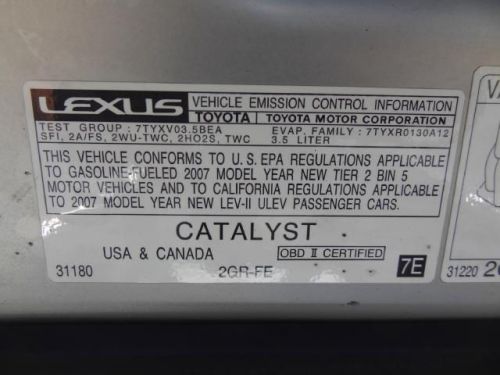 LEXUS VEHICLE EMISSION CONTROL INFORMATION
TOYOTA TOYOTA MOTOR CORPORATION
TEST GROUP : 7TYXV03.5BEA EVAP. FAMILY : 7TYXR0130A12
SFI, 2A/FS, 2WU-TWC, 2HO2S, TWC 3.5 LITER
THIS VEHICLE CONFORMS TO U.S. EPA REGULATIONS APPLICABLE
TO GASOLINE-FUELED 2007 MODEL YEAR NEW TIER 2 BIN 5
MOTOR VEHICLES AND TO CALIFORNIA REGULATIONS APPLICABLE
TO 2007 MODEL YEAR NEW LEV-II ULEV PASSENGER CARS.
CATALYST
USA & CANADA OBD II CERTIFIED
31180 2GR-FE 7E
VA
31220